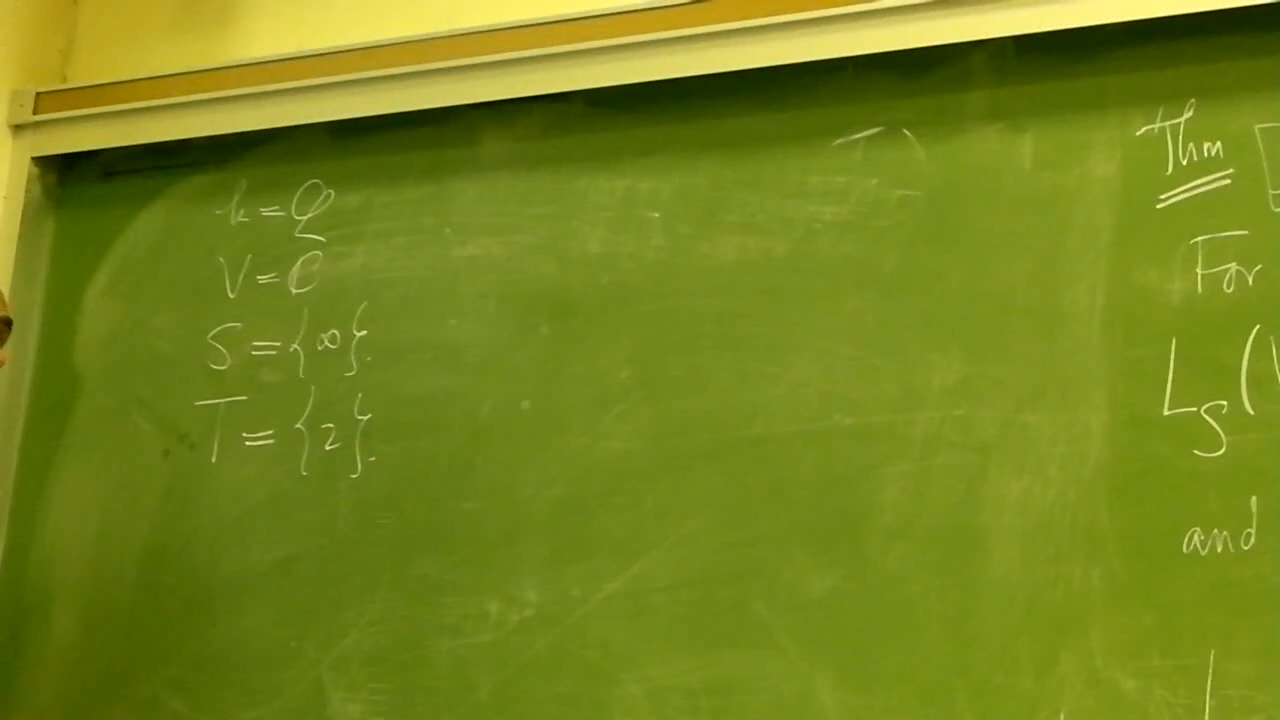 k = Q
V = C
S = {∞}.
T = {2}.
Thm
For
L_S(V
and